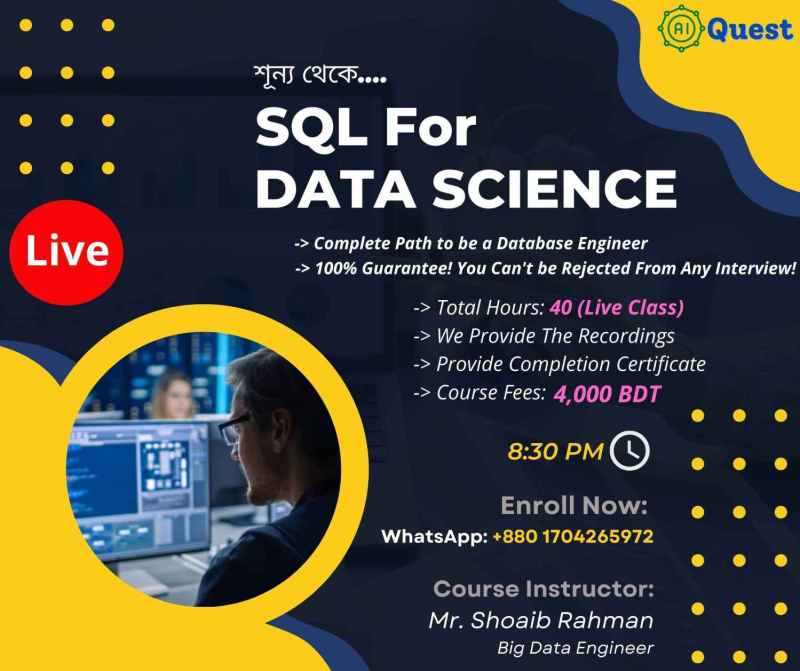 AI Quest
শূন্য থেকে....
SQL For
DATA SCIENCE
Live
-> Complete Path to be a Database Engineer
-> 100% Guarantee! You Can't be Rejected From Any Interview!
-> Total Hours: 40 (Live Class)
-> We Provide The Recordings
-> Provide Completion Certificate
-> Course Fees: 4,000 BDT
8:30 PM
Enroll Now:
WhatsApp: +880 1704265972
Course Instructor:
Mr. Shoaib Rahman
Big Data Engineer